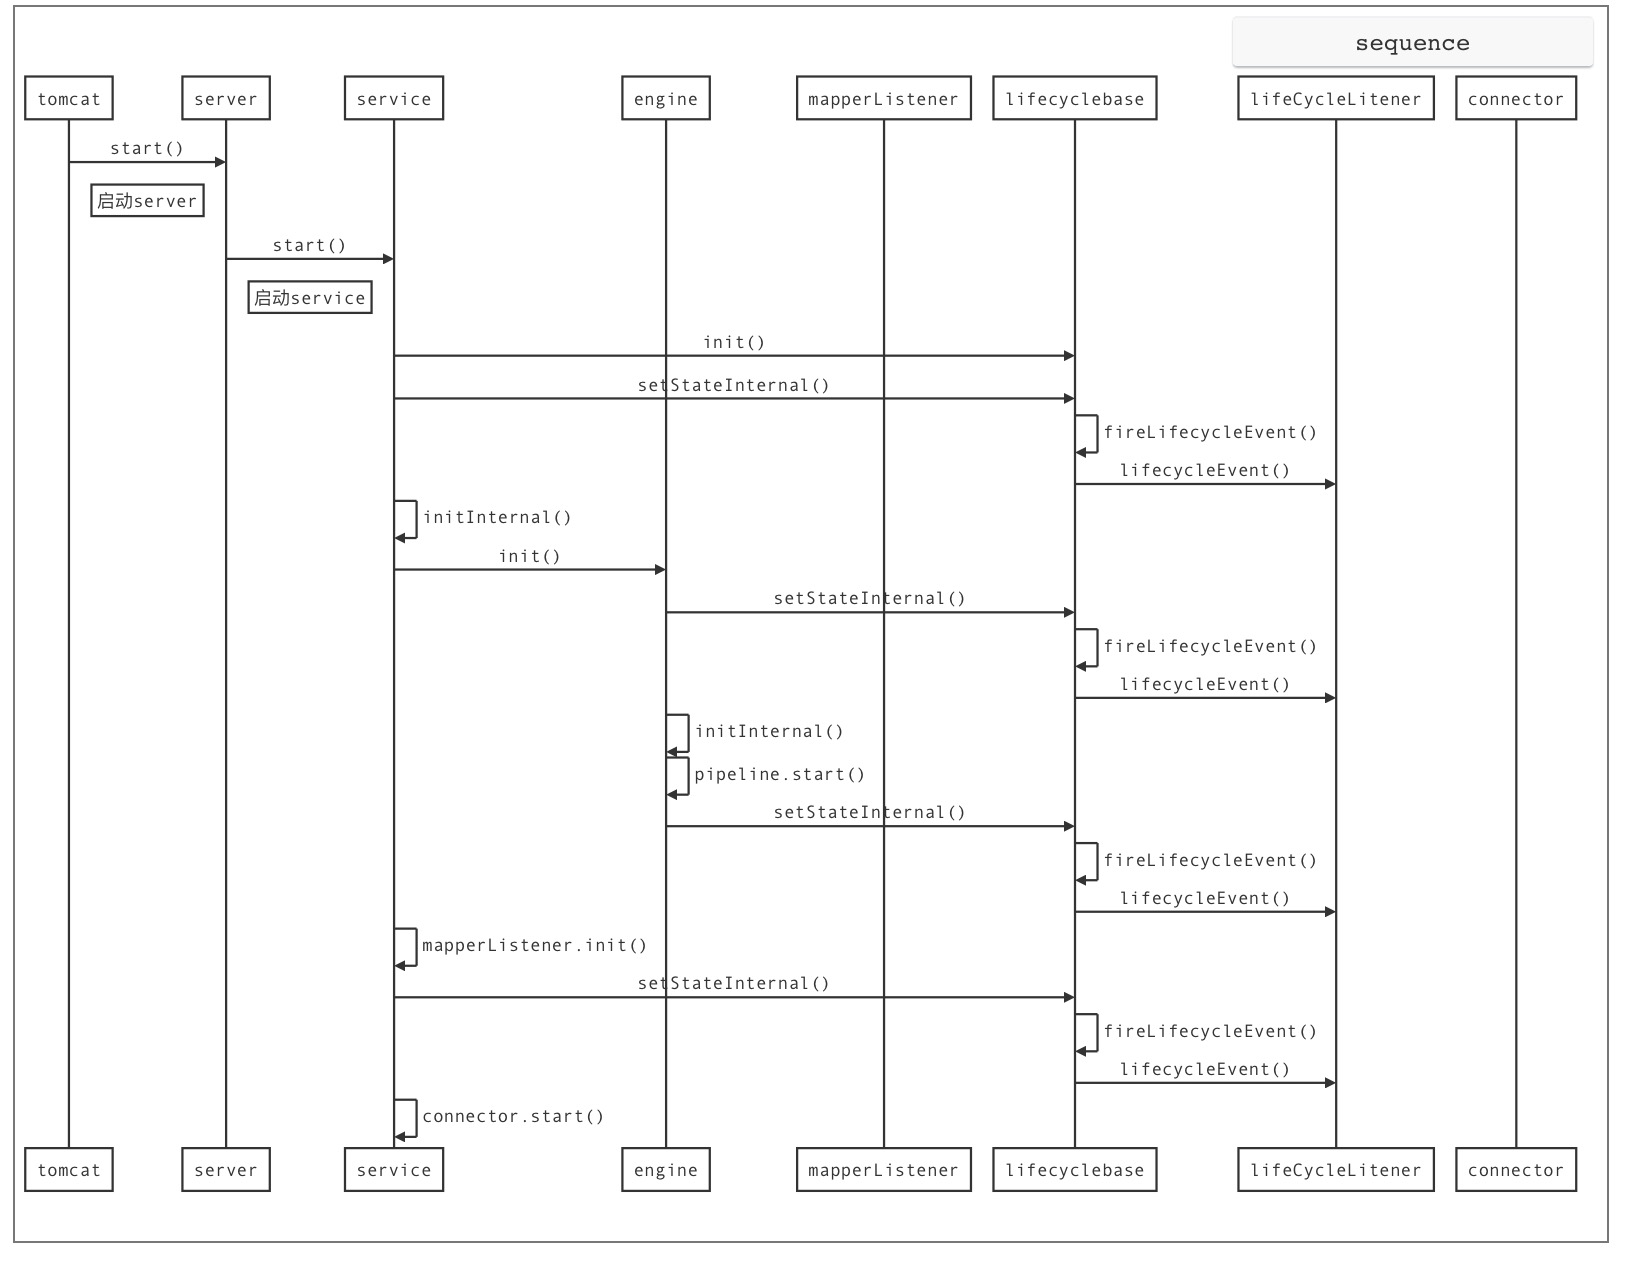 sequence
tomcat
server
service
engine
mapperListener
lifecyclebase
lifeCycleLitener
connector
start()
启动server
start()
启动service
init()
setStateInternal()
fireLifecycleEvent()
lifecycleEvent()
initInternal()
init()
setStateInternal()
fireLifecycleEvent()
lifecycleEvent()
initInternal()
pipeline.start()
setStateInternal()
fireLifecycleEvent()
lifecycleEvent()
mapperListener.init()
setStateInternal()
fireLifecycleEvent()
lifecycleEvent()
connector.start()
tomcat
server
service
engine
mapperListener
lifecyclebase
lifeCycleLitener
connector